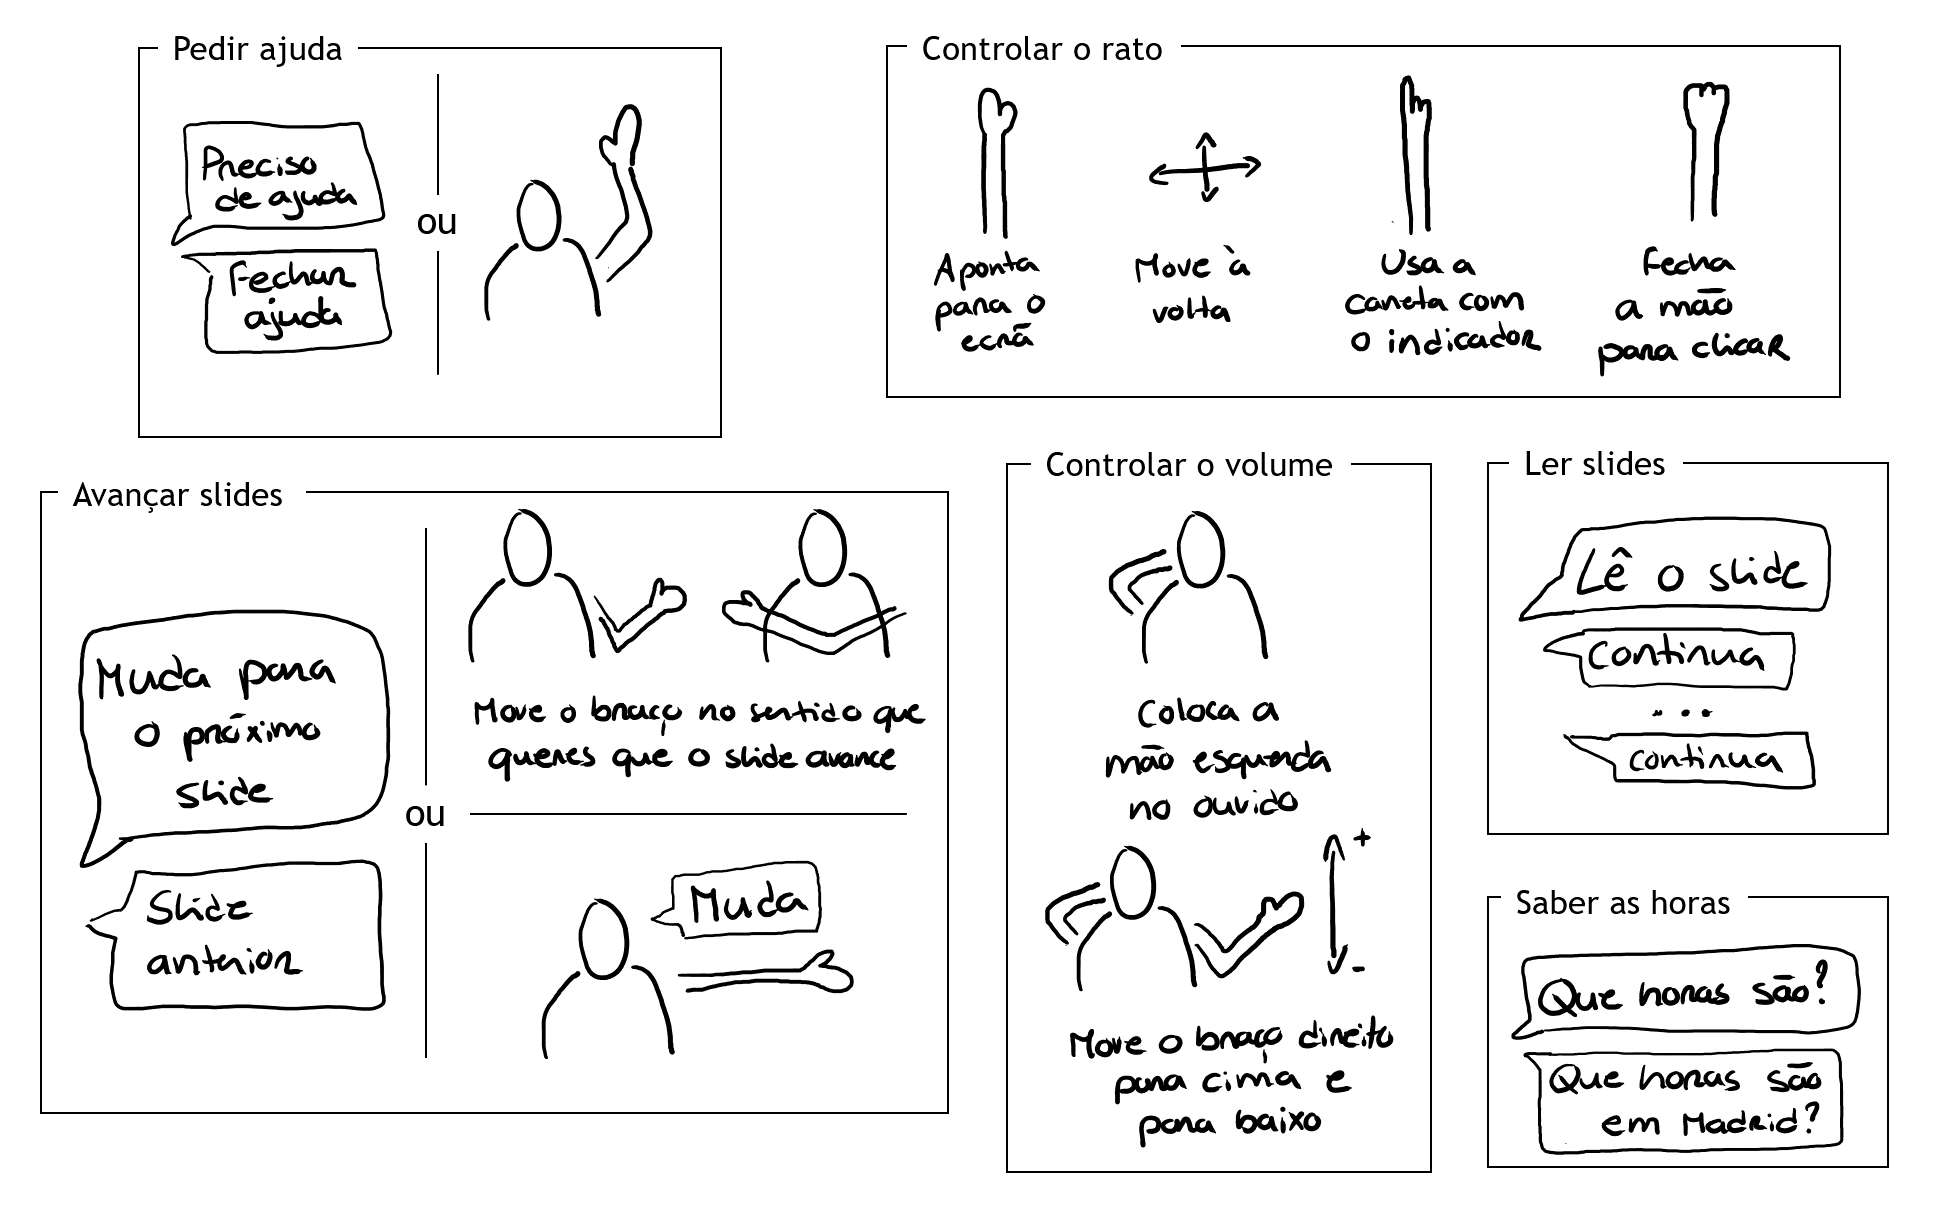 Pedir ajuda
Preciso
de ajuda
Fechar
ajuda
ou
Controlar o rato
Aponta
para o
ecrã
Move à
volta
Usa a
caneta com
o indicador
Fecha
a mão
para clicar
Avançar slides
Muda para
o próximo
slide
Slide
anterior
ou
Move o braço no sentido que
queres que o slide avance
Muda
Controlar o volume
Coloca a
mão esquerda
no ouvido
+
-
Move o braço direito
para cima e
para baixo
Ler slides
Lê o slide
Continua
...
continua
Saber as horas
Que horas são?
Que horas são
em Madrid?